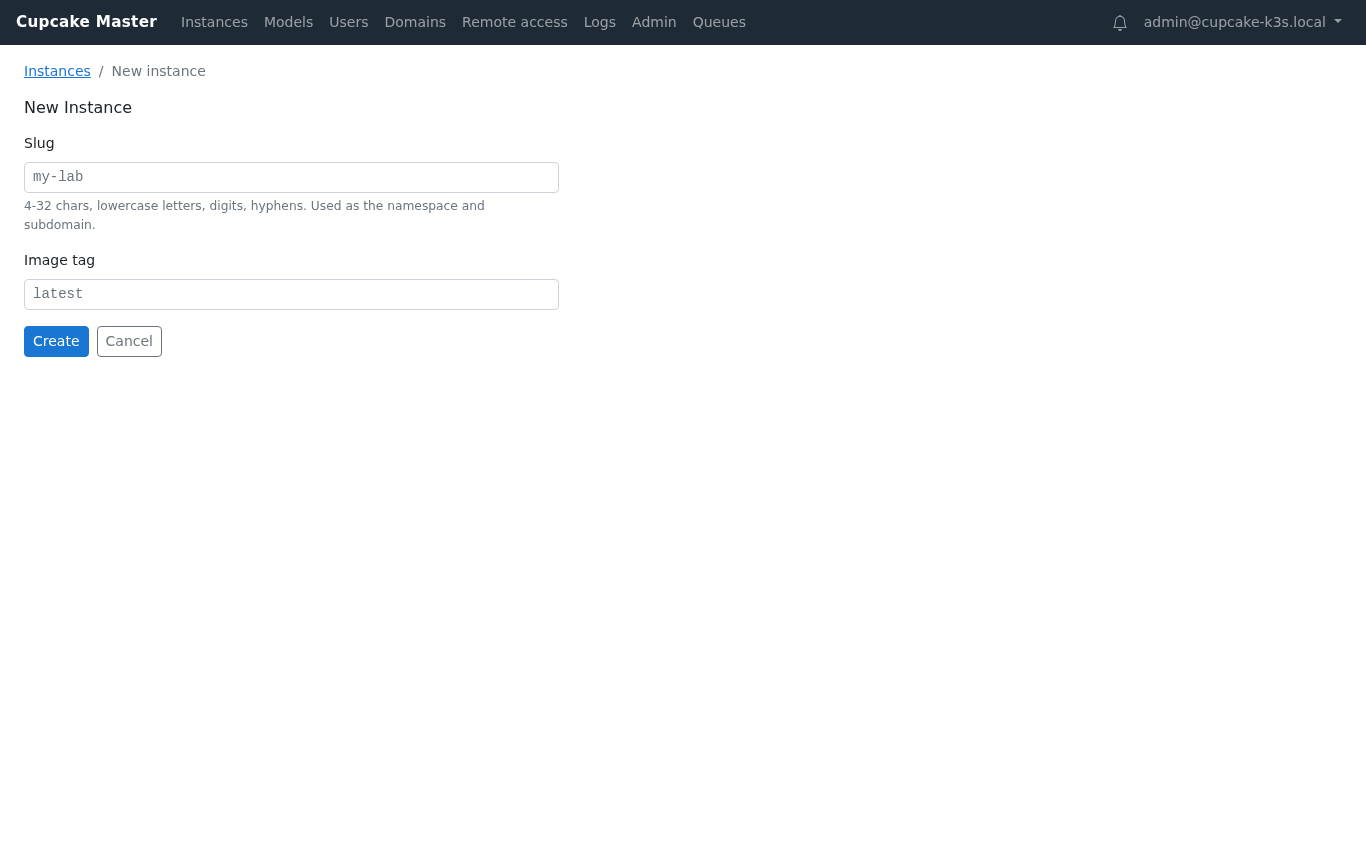 Cupcake Master Instances Models Users Domains Remote access Logs Admin Queues admin@cupcake-k3s.local
Instances / New instance
New Instance
Slug
my-lab
4-32 chars, lowercase letters, digits, hyphens. Used as the namespace and
subdomain.
Image tag
latest
Create Cancel